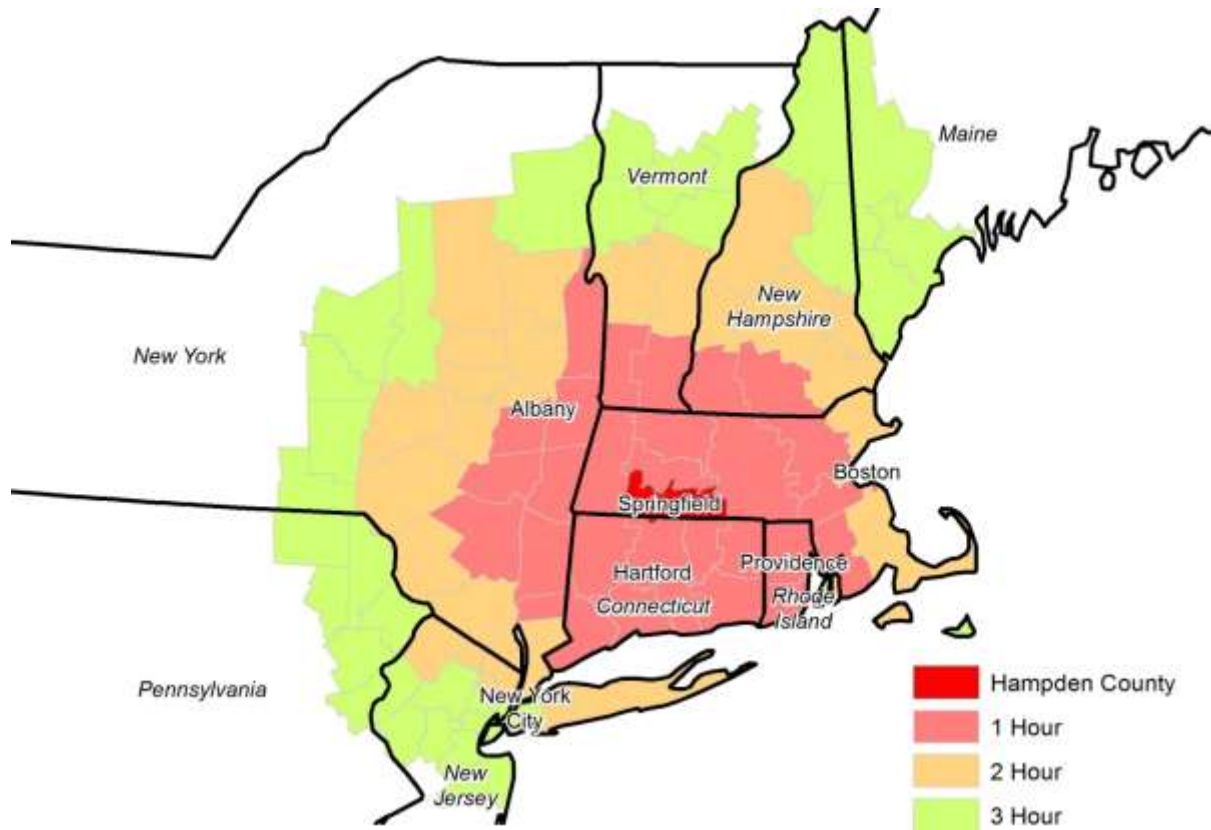 Maine
Vermont
New
Hampshire
New York
Albany
Boston
Springfield
Hartford
Providence
Connecticut
Rhode
Island
Pennsylvania
New York
City
New
Jersey
Hampden County
1 Hour
2 Hour
3 Hour